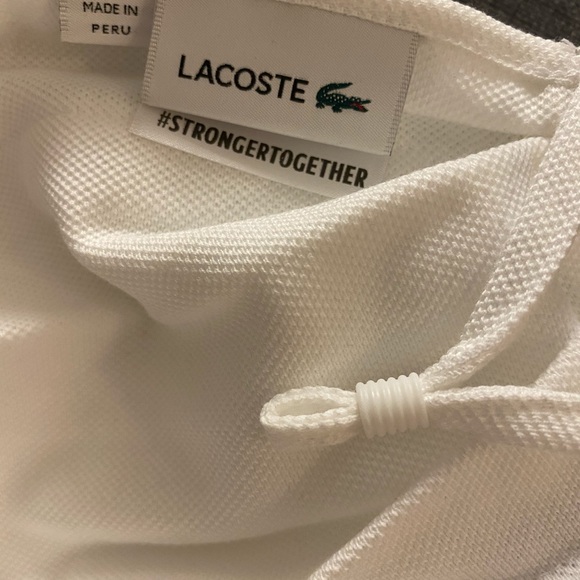 MADE IN
PERU
LACOSTE
#STRONGERTOGETHER